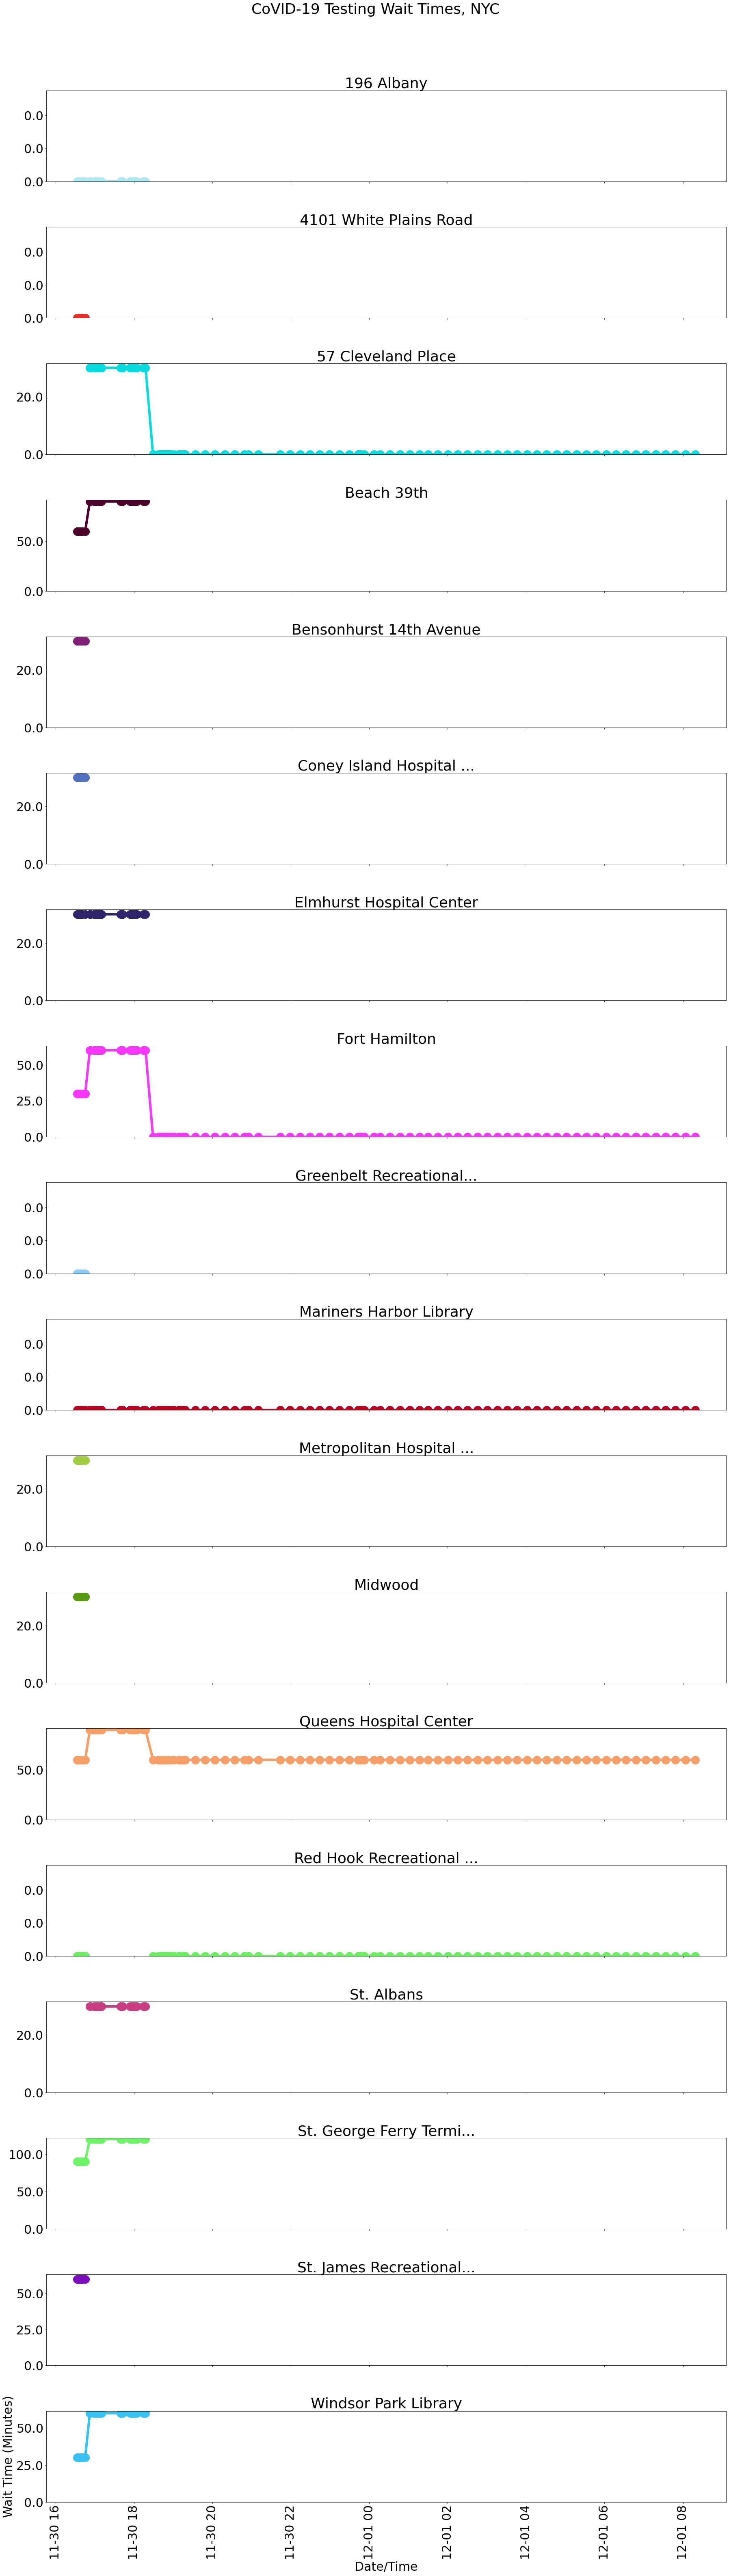 CoVID-19 Testing Wait Times, NYC
196 Albany
0.0
0.0
0.0
4101 White Plains Road
0.0
0.0
0.0
57 Cleveland Place
20.0
0.0
Beach 39th
50.0
0.0
Bensonhurst 14th Avenue
20.0
0.0
Coney Island Hospital ...
20.0
0.0
Elmhurst Hospital Center
20.0
0.0
Fort Hamilton
50.0
25.0
0.0
Greenbelt Recreational...
0.0
0.0
0.0
Mariners Harbor Library
0.0
0.0
0.0
Metropolitan Hospital ...
20.0
0.0
Midwood
20.0
0.0
Queens Hospital Center
50.0
0.0
Red Hook Recreational ...
0.0
0.0
0.0
St. Albans
20.0
0.0
St. George Ferry Termi...
100.0
50.0
0.0
St. James Recreational...
50.0
25.0
0.0
Windsor Park Library
50.0
25.0
0.0
Wait Time (Minutes)
11-30 16
11-30 18
11-30 20
11-30 22
12-01 00
12-01 02
12-01 04
12-01 06
12-01 08
Date/Time